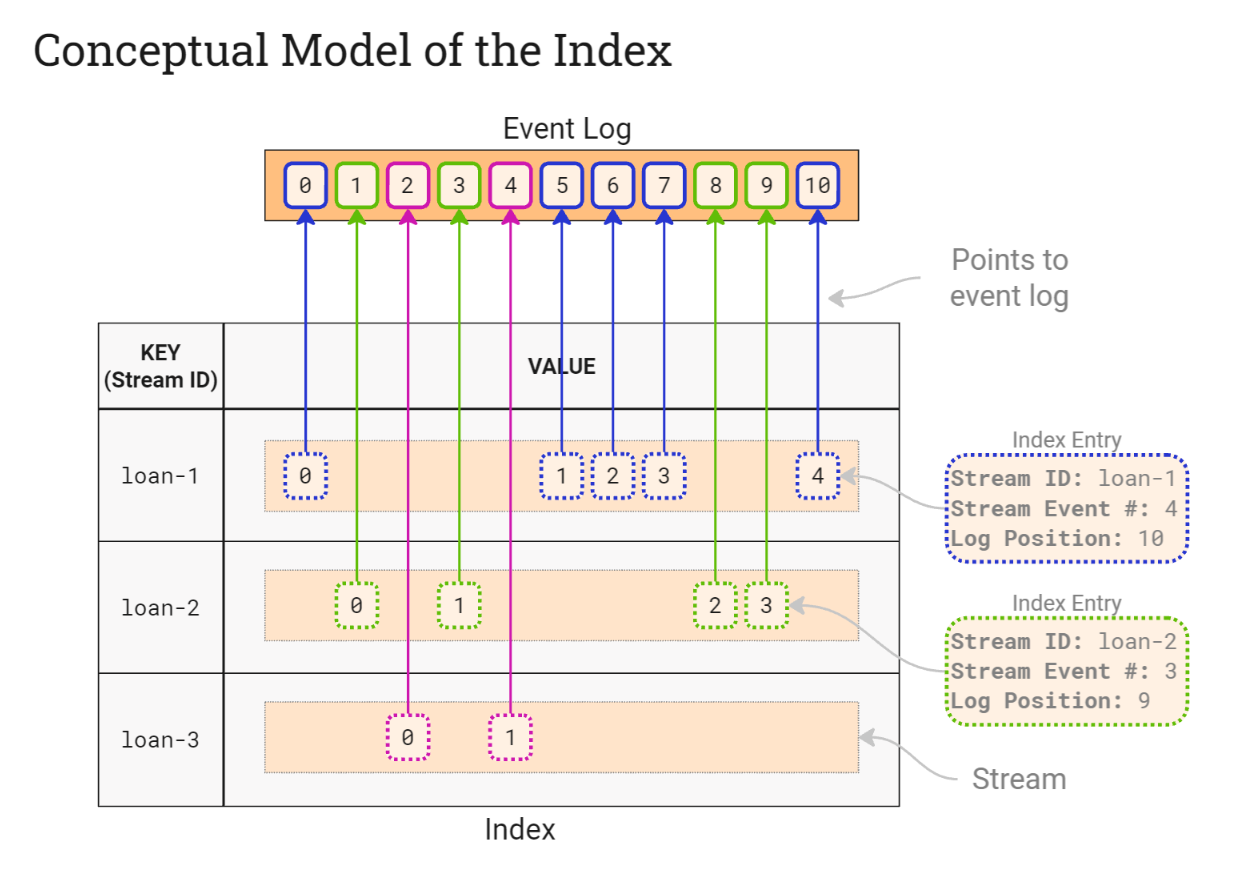 Conceptual Model of the Index
Event Log
0 1 2 3 4 5 6 7 8 9 10
Points to
event log
KEY
(Stream ID)
VALUE
loan-1
0 1 2 3 4
Index Entry
Stream ID: loan-1
Stream Event #: 4
Log Position: 10
loan-2
0 1 2 3
Index Entry
Stream ID: loan-2
Stream Event #: 3
Log Position: 9
loan-3
0 1
Stream
Index